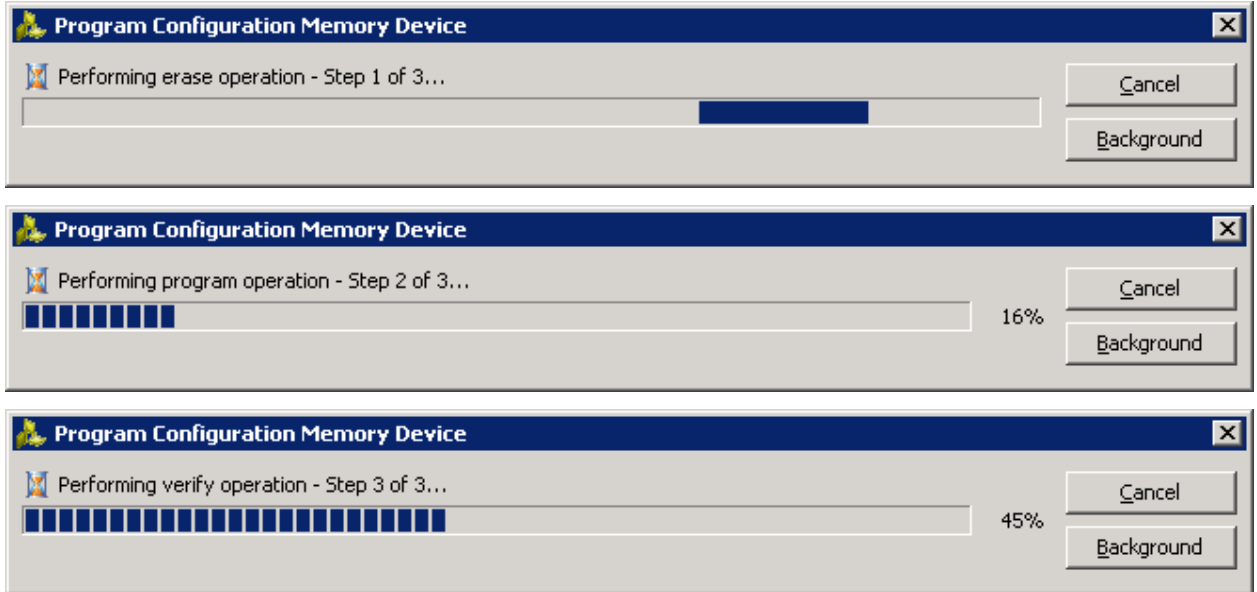 Program Configuration Memory Device
Performing erase operation - Step 1 of 3...
Cancel
Background
Program Configuration Memory Device
Performing program operation - Step 2 of 3...
Cancel
16%
Background
Program Configuration Memory Device
Performing verify operation - Step 3 of 3...
Cancel
45%
Background